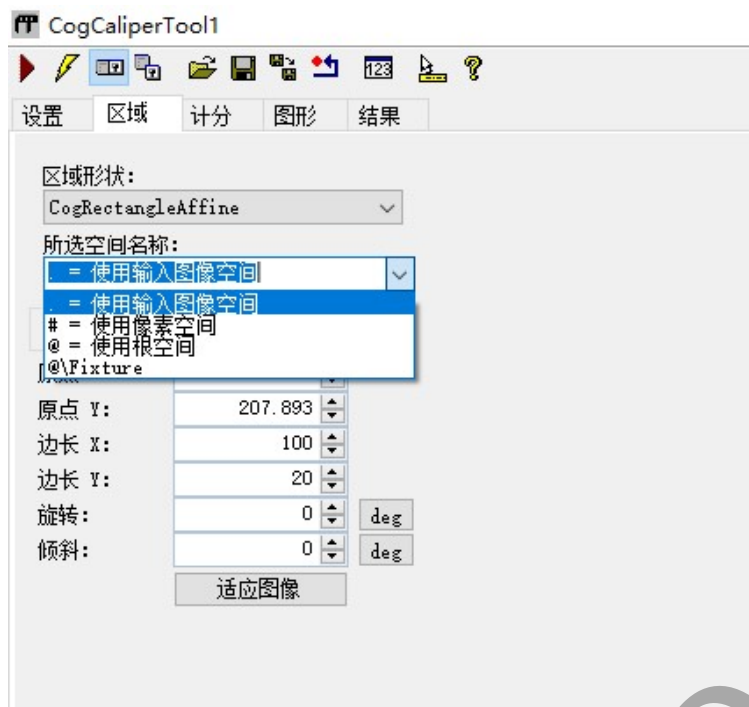 CogCaliperTool1
设置 区域 计分 图形 结果
区域形状:
CogRectangleAffine
所选空间名称:
. = 使用输入图像空间
. = 使用输入图像空间
# = 使用像素空间
@ = 使用根空间
@\Fixture
原点 Y: 207.893
边长 X: 100
边长 Y: 20
旋转: 0 deg
倾斜: 0 deg
适应图像